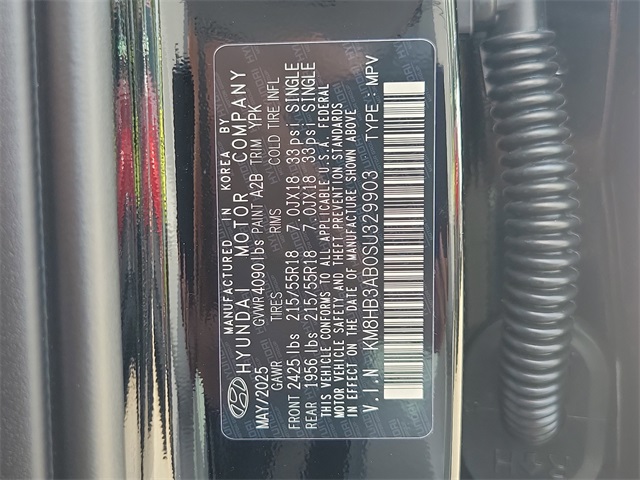 MANUFACTURED IN KOREA BY
HYUNDAI MOTOR COMPANY
MAY/2025 GVWR 4090lbs PAINT A2B TRIM YPK
GAWR TIRES RIMS COLD TIRE INFL
FRONT 2425 lbs 215/55R18 7.0JX18 33psi SINGLE
REAR 1956 lbs 215/55R18 7.0JX18 33psi SINGLE
THIS VEHICLE CONFORMS TO ALL APPLICABLE U.S.A. FEDERAL
MOTOR VEHICLE SAFETY AND THEFT PREVENTION STANDARDS
IN EFFECT ON THE DATE OF MANUFACTURE SHOWN ABOVE
V.I.N KM8HB3AB0SU329903 TYPE : MPV